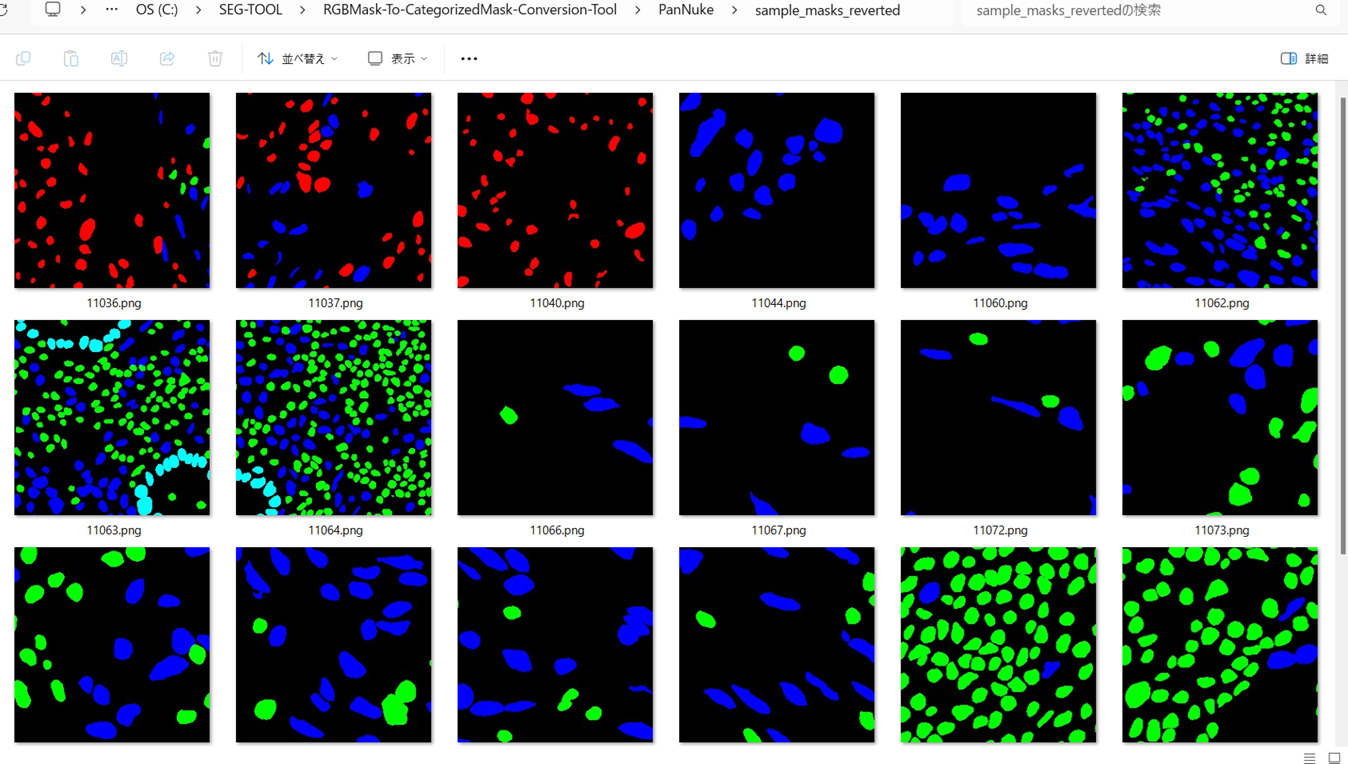 OS (C:) > SEG-TOOL > RGBMask-To-CategorizedMask-Conversion-Tool > PanNuke > sample_masks_reverted
sample_masks_revertedの検索
並べ替え 表示 詳細
11036.png 11037.png 11040.png 11044.png 11060.png 11062.png
11063.png 11064.png 11066.png 11067.png 11072.png 11073.png